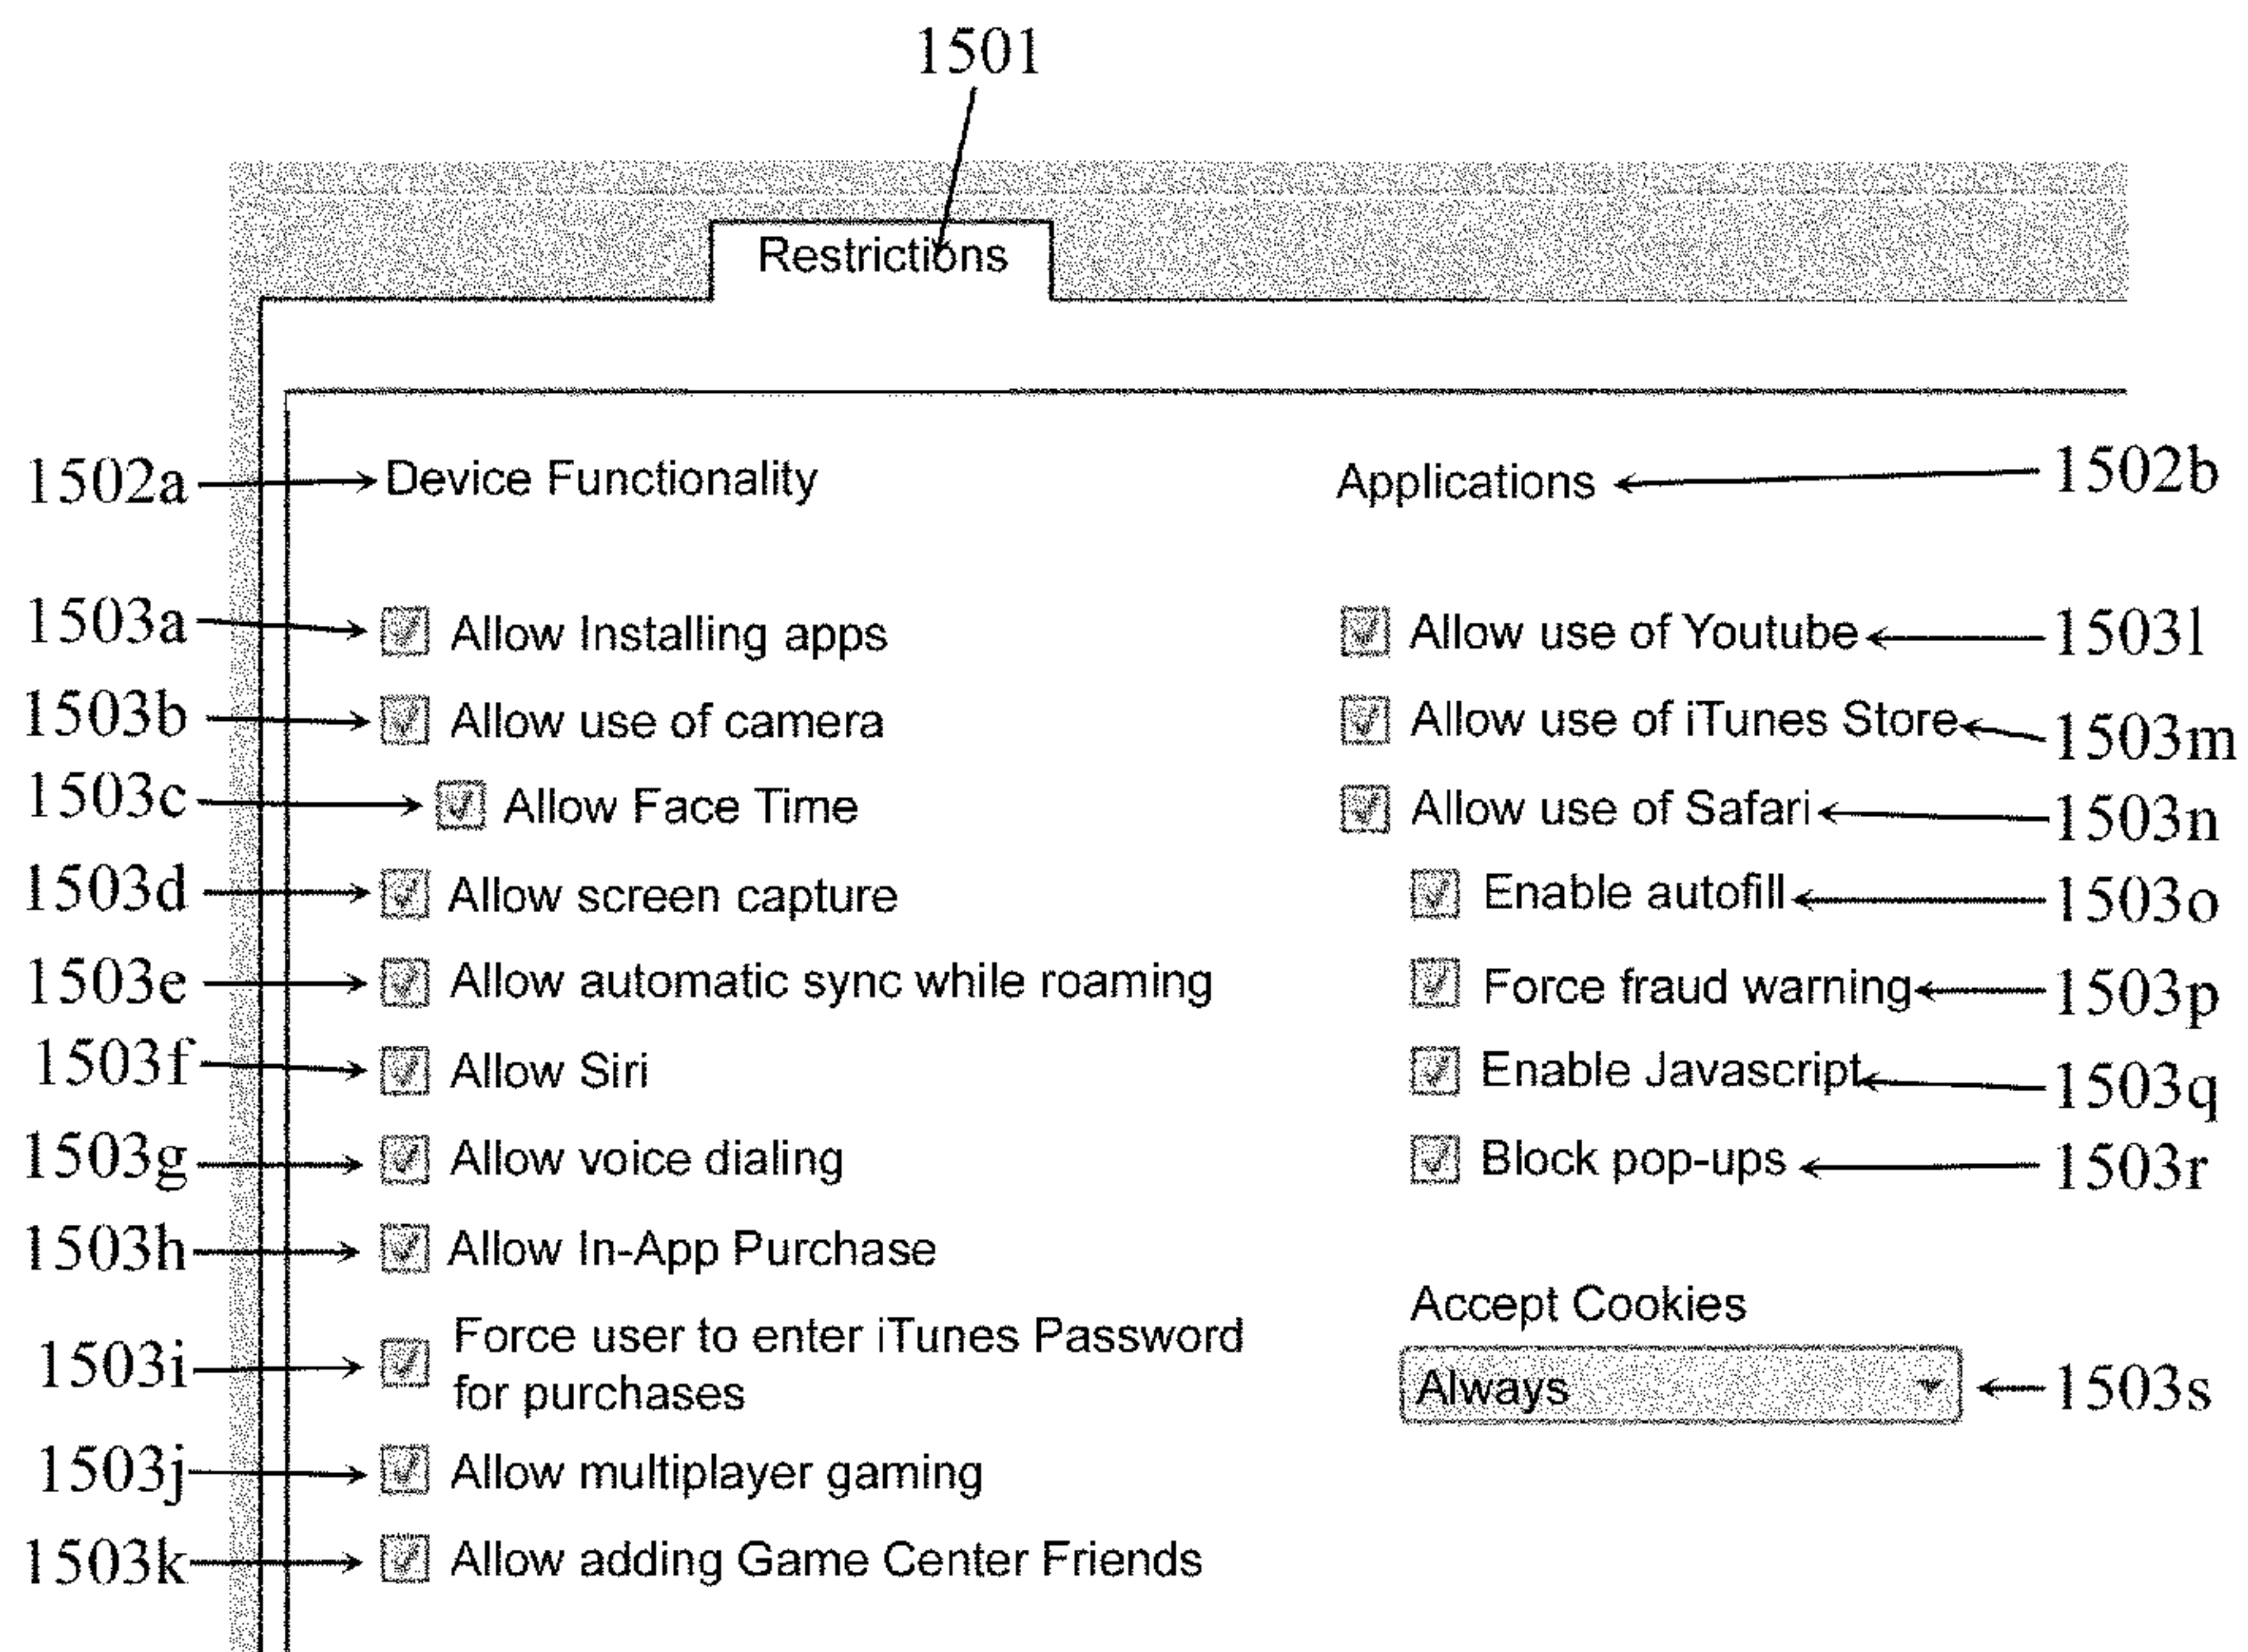 1501
Restrictions
1502a Device Functionality
Applications 1502b
1503a Allow Installing apps
1503b Allow use of camera
1503c Allow Face Time
1503d Allow screen capture
1503e Allow automatic sync while roaming
1503f Allow Siri
1503g Allow voice dialing
1503h Allow In-App Purchase
1503i Force user to enter iTunes Password
for purchases
1503j Allow multiplayer gaming
1503k Allow adding Game Center Friends
Allow use of Youtube 1503l
Allow use of iTunes Store 1503m
Allow use of Safari 1503n
Enable autofill 1503o
Force fraud warning 1503p
Enable Javascript 1503q
Block pop-ups 1503r
Accept Cookies
Always 1503s